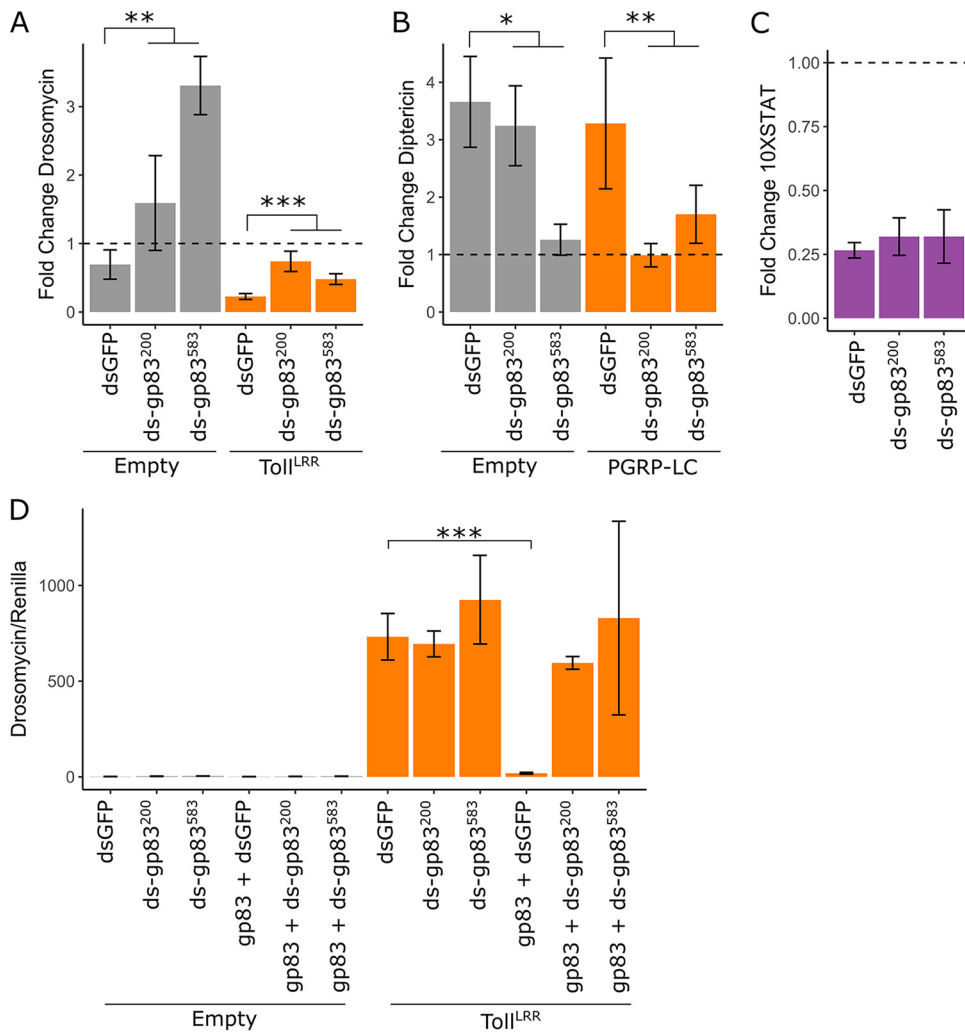 A
Fold Change Drosomycin
3
2
1
0
**
***
dsGFP
ds-gp83²⁰⁰
ds-gp83⁵⁸³
dsGFP
ds-gp83²⁰⁰
ds-gp83⁵⁸³
Empty
Tollᴸᴿᴿ
B
Fold Change Diptericin
4
3
2
1
0
*
**
dsGFP
ds-gp83²⁰⁰
ds-gp83⁵⁸³
dsGFP
ds-gp83²⁰⁰
ds-gp83⁵⁸³
Empty
PGRP-LC
C
Fold Change 10XSTAT
1.00
0.75
0.50
0.25
0.00
dsGFP
ds-gp83²⁰⁰
ds-gp83⁵⁸³
D
Drosomycin/Renilla
1000
500
0
***
dsGFP
ds-gp83²⁰⁰
ds-gp83⁵⁸³
gp83 + dsGFP
gp83 + ds-gp83²⁰⁰
gp83 + ds-gp83⁵⁸³
dsGFP
ds-gp83²⁰⁰
ds-gp83⁵⁸³
gp83 + dsGFP
gp83 + ds-gp83²⁰⁰
gp83 + ds-gp83⁵⁸³
Empty
Tollᴸᴿᴿ